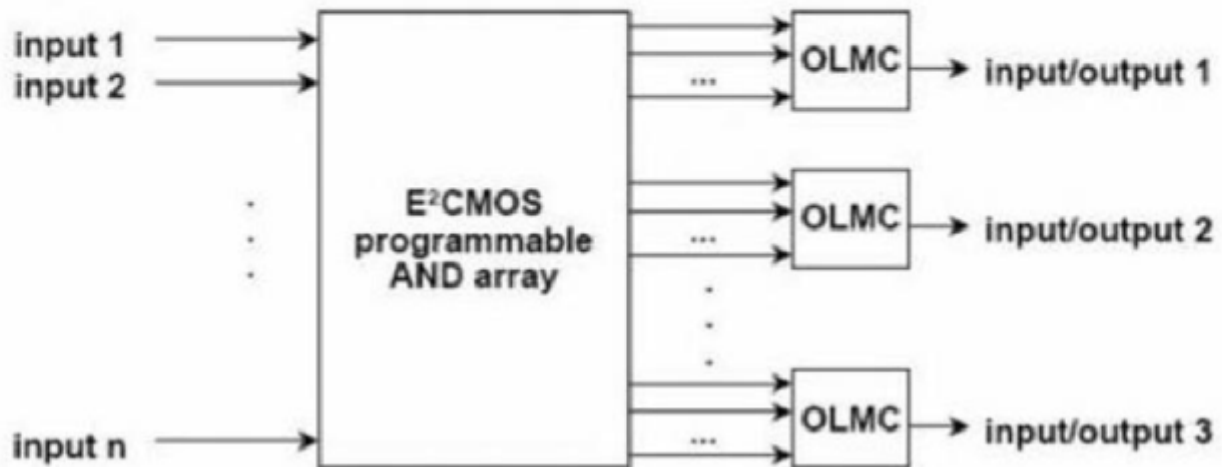 input 1
input 2
input n
E²CMOS
programmable
AND array
...
...
...
OLMC
OLMC
OLMC
input/output 1
input/output 2
input/output 3